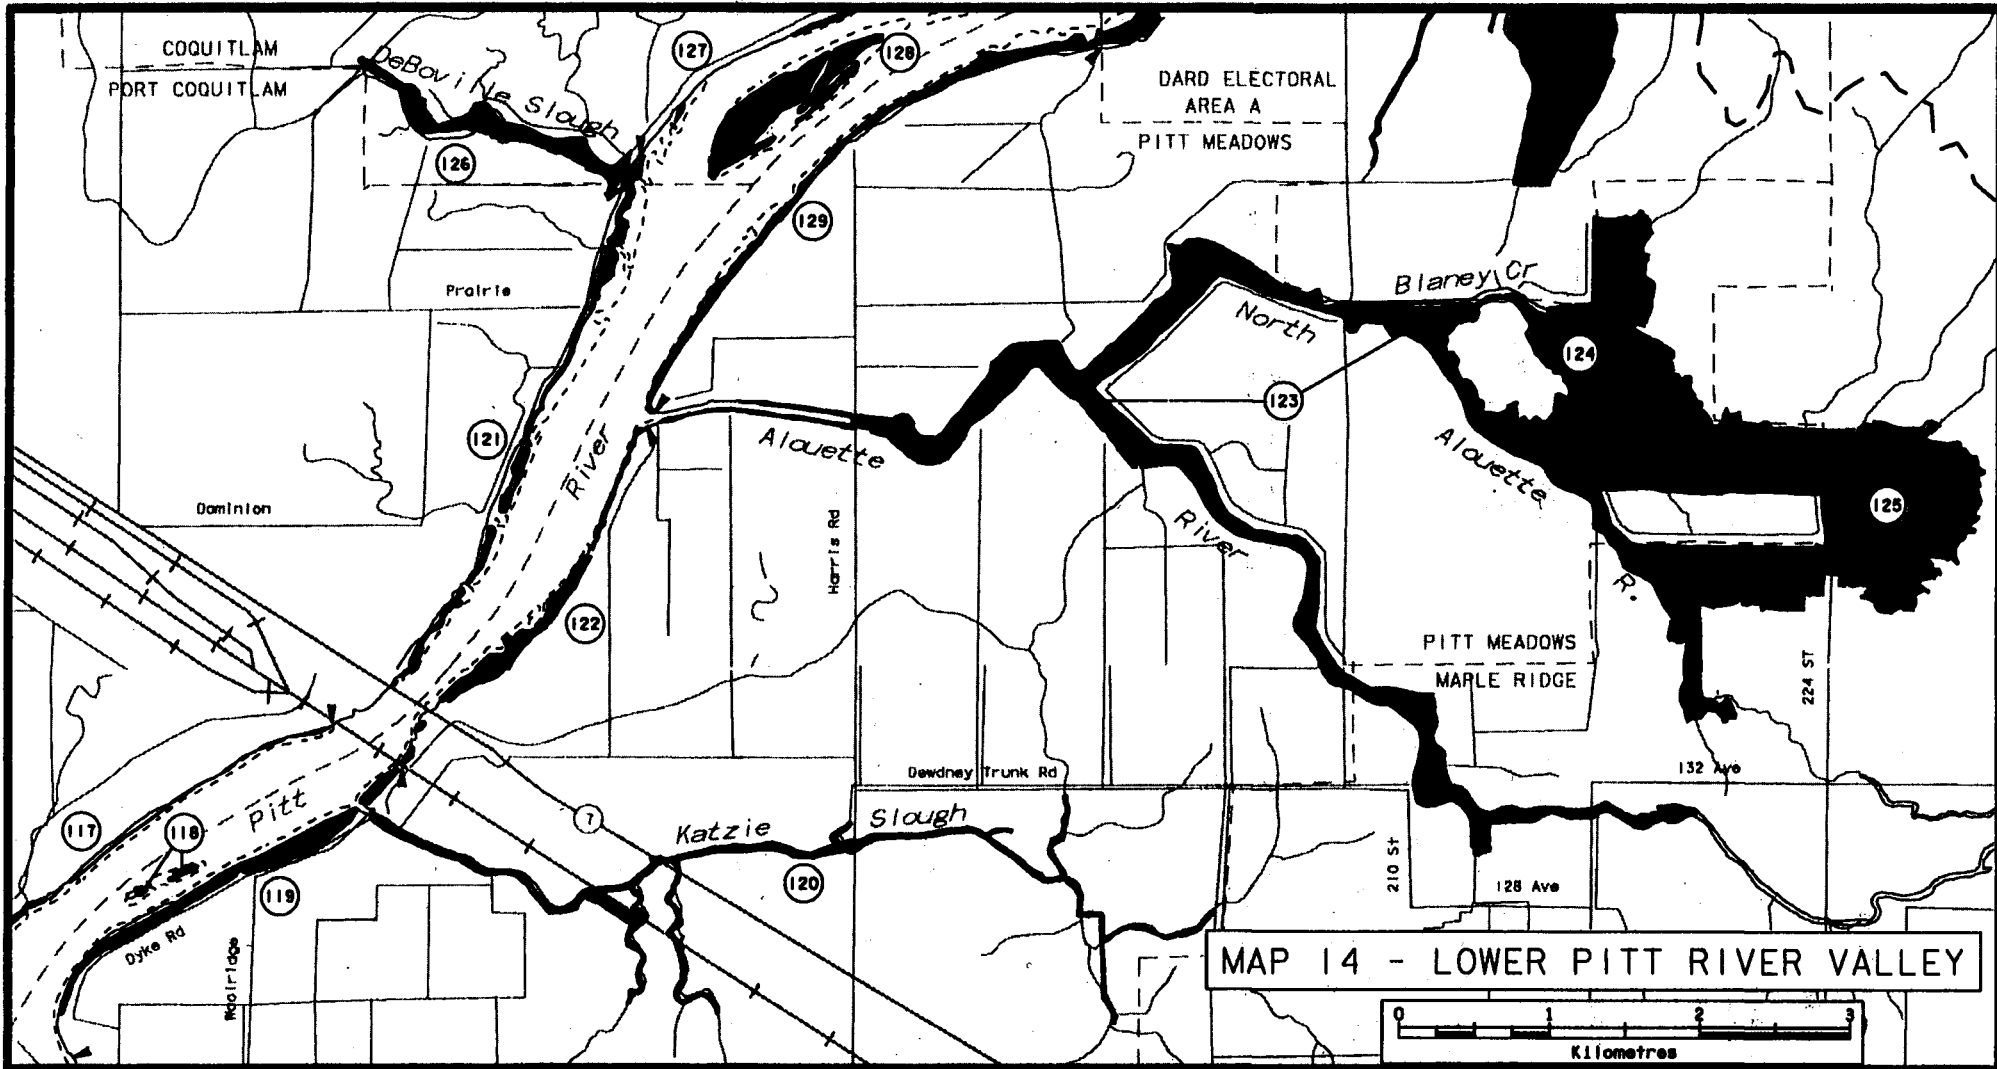 COQUITLAM
PORT COQUITLAM
DeBoville Slough
127
128
DARD ELECTORAL
AREA A
PITT MEADOWS
126
129
Prairie
Blaney Cr
North
124
123
121
River
Alouette
Alouette
125
Dominion
Harris Rd
River
R.
122
PITT MEADOWS
MAPLE RIDGE
224 ST
Dewdney Trunk Rd
132 Ave
Pitt
117
118
7
Katzie
Slough
119
120
210 St
128 Ave
Dyke Rd
Woolridge
MAP 14 - LOWER PITT RIVER VALLEY
0 1 2 3
Kilometres